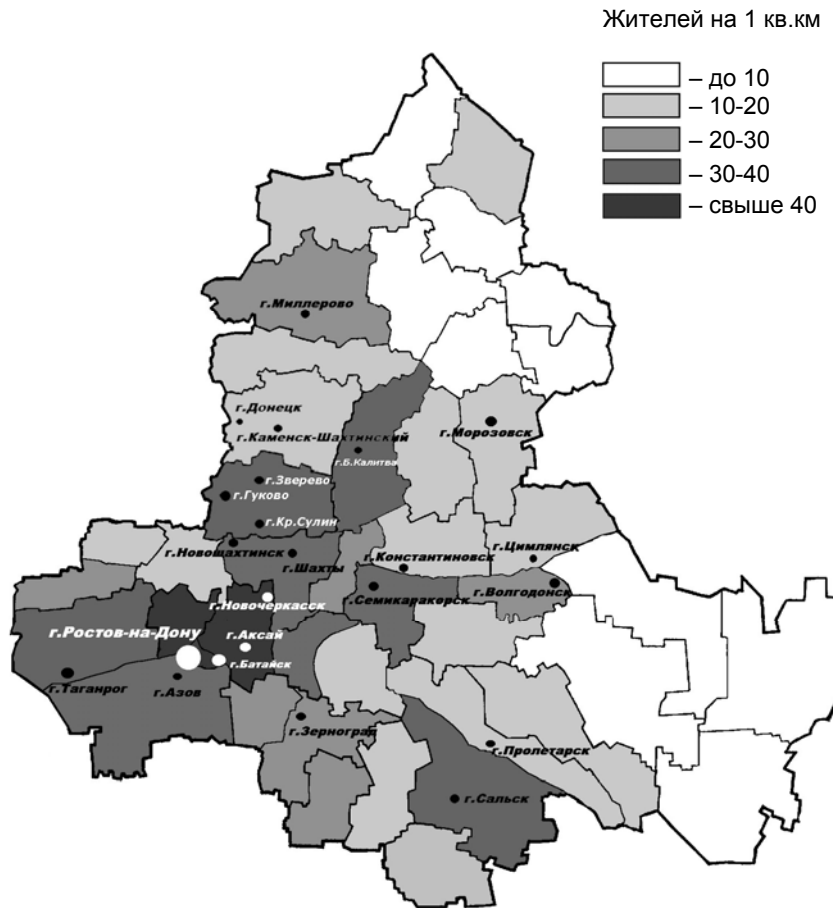 Жителей на 1 кв.км
– до 10
– 10-20
– 20-30
– 30-40
– свыше 40
г.Миллерово
г.Донецк
г.Каменск-Шахтинский
г.Морозовск
г.Б.Калитва
г.Зверево
г.Гуково
г.Кр.Сулин
г.Новошахтинск
г.Шахты
г.Константиновск
г.Цимлянск
г.Новочеркасск
г.Семикаракорск
г.Волгодонск
г.Ростов-на-Дону
г.Аксай
г.Батайск
г.Таганрог
г.Азов
г.Зерноград
г.Пролетарск
г.Сальск